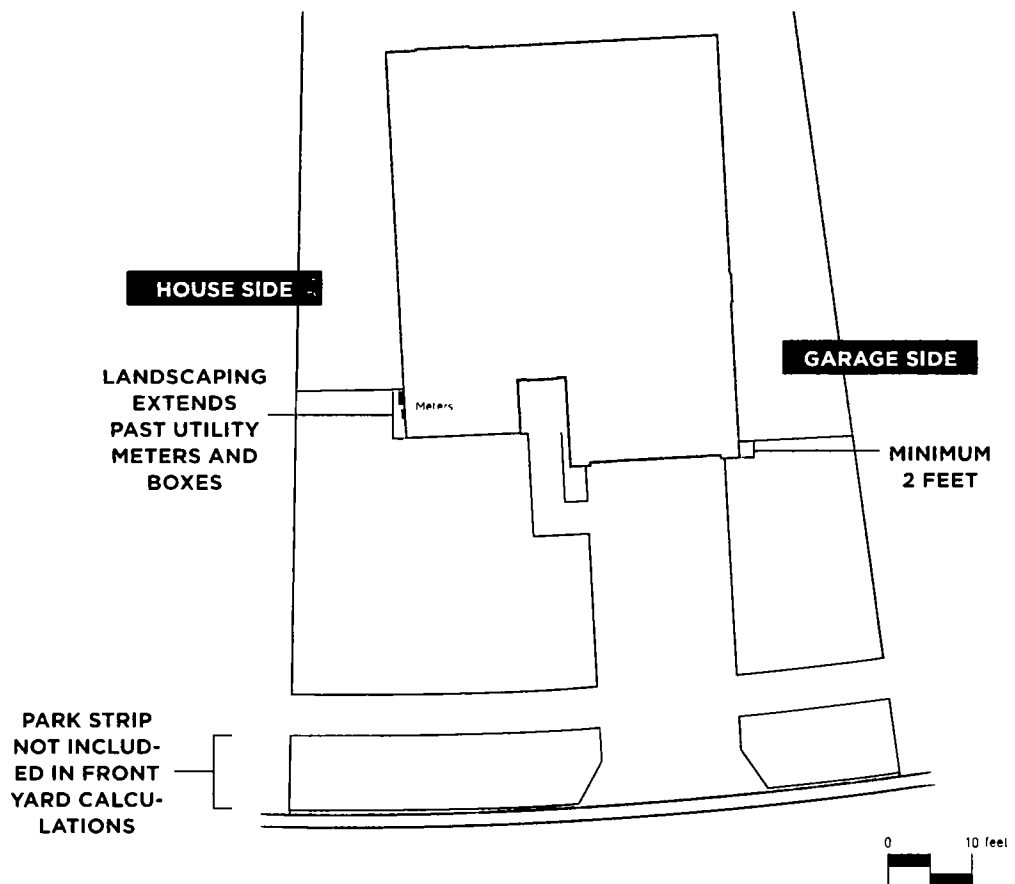 HOUSE SIDE
GARAGE SIDE
LANDSCAPING
EXTENDS
PAST UTILITY
METERS AND
BOXES
Meters
MINIMUM
2 FEET
PARK STRIP
NOT INCLUD-
ED IN FRONT
YARD CALCU-
LATIONS
0 10 feet